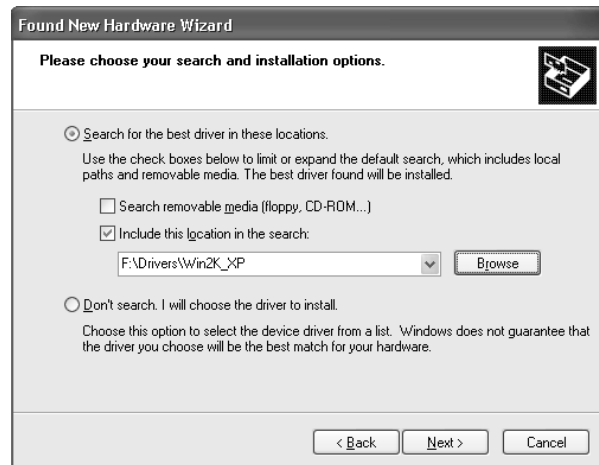 Found New Hardware Wizard
Please choose your search and installation options.
Search for the best driver in these locations.
Use the check boxes below to limit or expand the default search, which includes local
paths and removable media. The best driver found will be installed.
Search removable media (floppy, CD-ROM...)
Include this location in the search:
F:\Drivers\Win2K_XP
Browse
Don't search. I will choose the driver to install.
Choose this option to select the device driver from a list. Windows does not guarantee that
the driver you choose will be the best match for your hardware.
< Back
Next >
Cancel